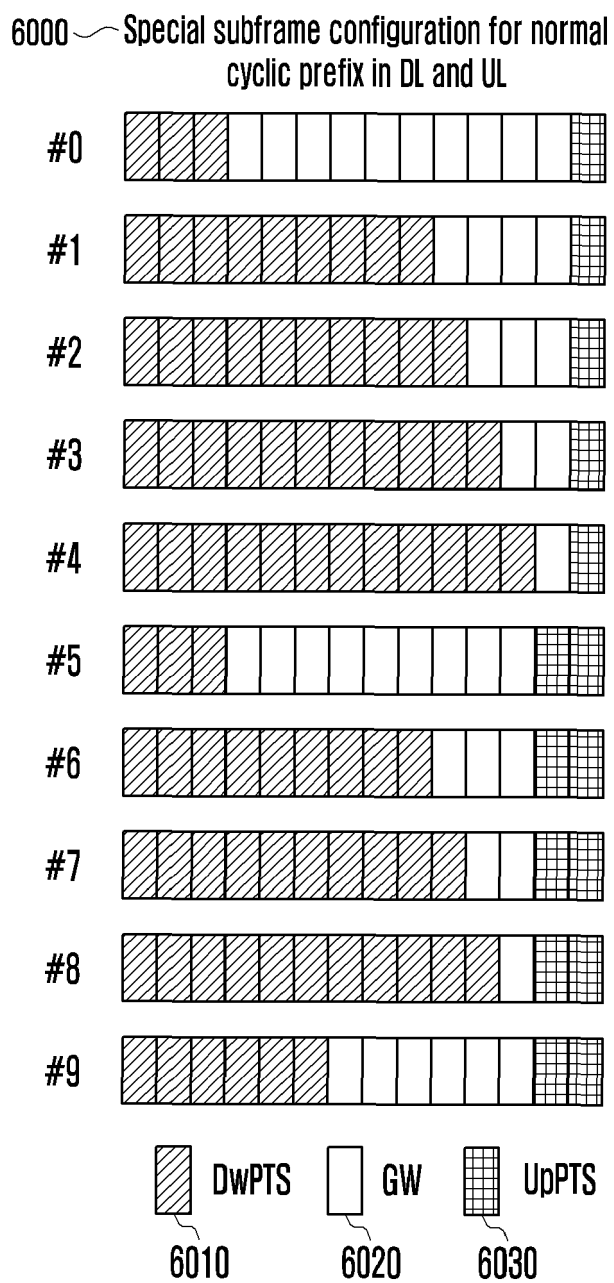 6000 Special subframe configuration for normal
cyclic prefix in DL and UL
#0
#1
#2
#3
#4
#5
#6
#7
#8
#9
DwPTS GW UpPTS
6010 6020 6030